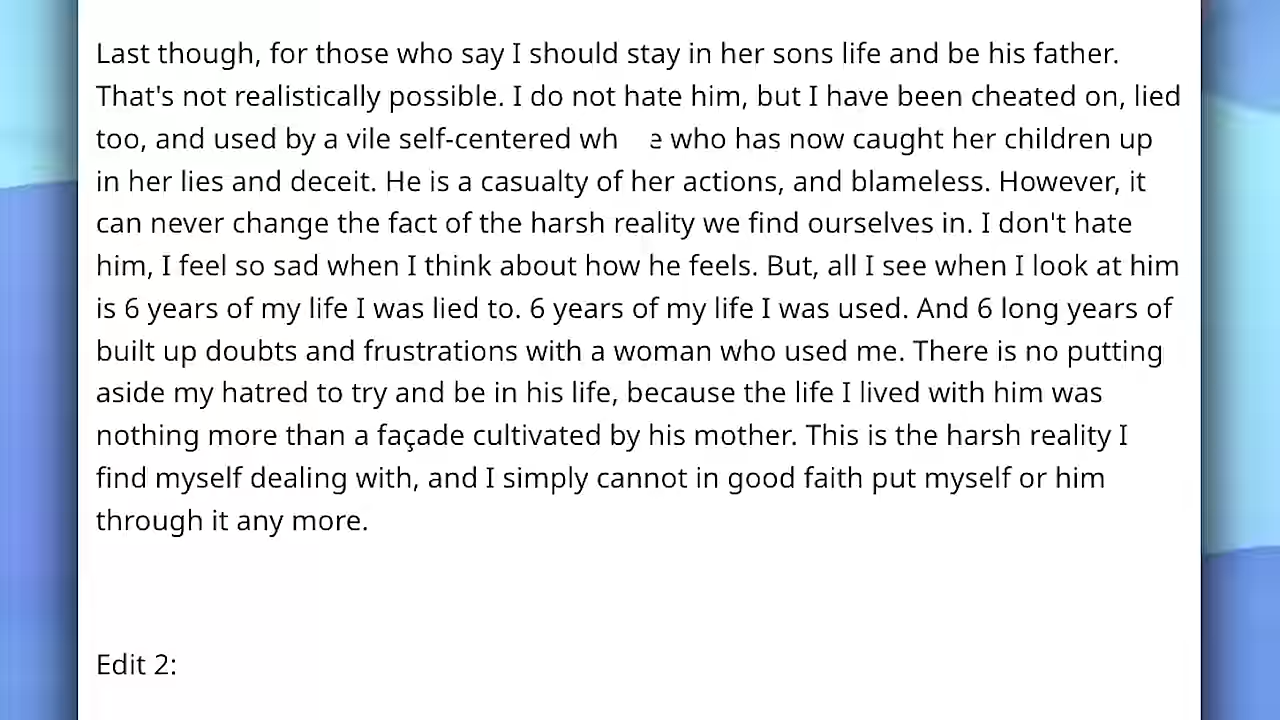 Last though, for those who say I should stay in her sons life and be his father.
That's not realistically possible. I do not hate him, but I have been cheated on, lied
too, and used by a vile self-centered wh e who has now caught her children up
in her lies and deceit. He is a casualty of her actions, and blameless. However, it
can never change the fact of the harsh reality we find ourselves in. I don't hate
him, I feel so sad when I think about how he feels. But, all I see when I look at him
is 6 years of my life I was lied to. 6 years of my life I was used. And 6 long years of
built up doubts and frustrations with a woman who used me. There is no putting
aside my hatred to try and be in his life, because the life I lived with him was
nothing more than a façade cultivated by his mother. This is the harsh reality I
find myself dealing with, and I simply cannot in good faith put myself or him
through it any more.
Edit 2: